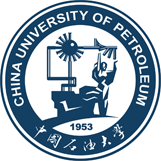 CHINA UNIVERSITY OF PETROLEUM
1953
中国石油大学